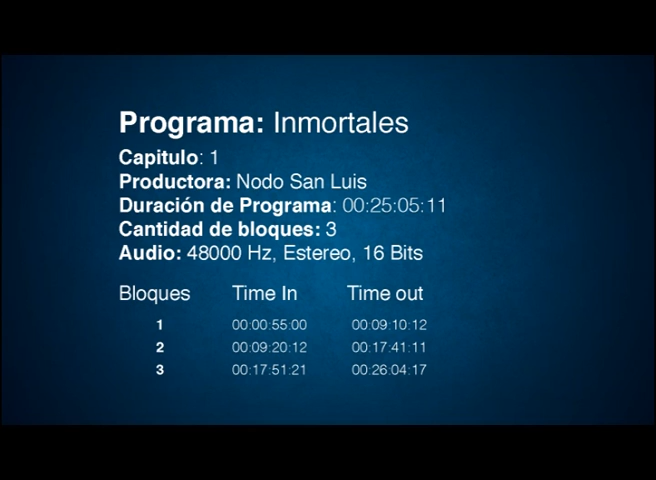 Programa: Inmortales
Capitulo: 1
Productora: Nodo San Luis
Duración de Programa: 00:25:05:11
Cantidad de bloques: 3
Audio: 48000 Hz, Estereo, 16 Bits
Bloques Time In Time out
1 00:00:55:00 00:09:10:12
2 00:09:20:12 00:17:41:11
3 00:17:51:21 00:26:04:17